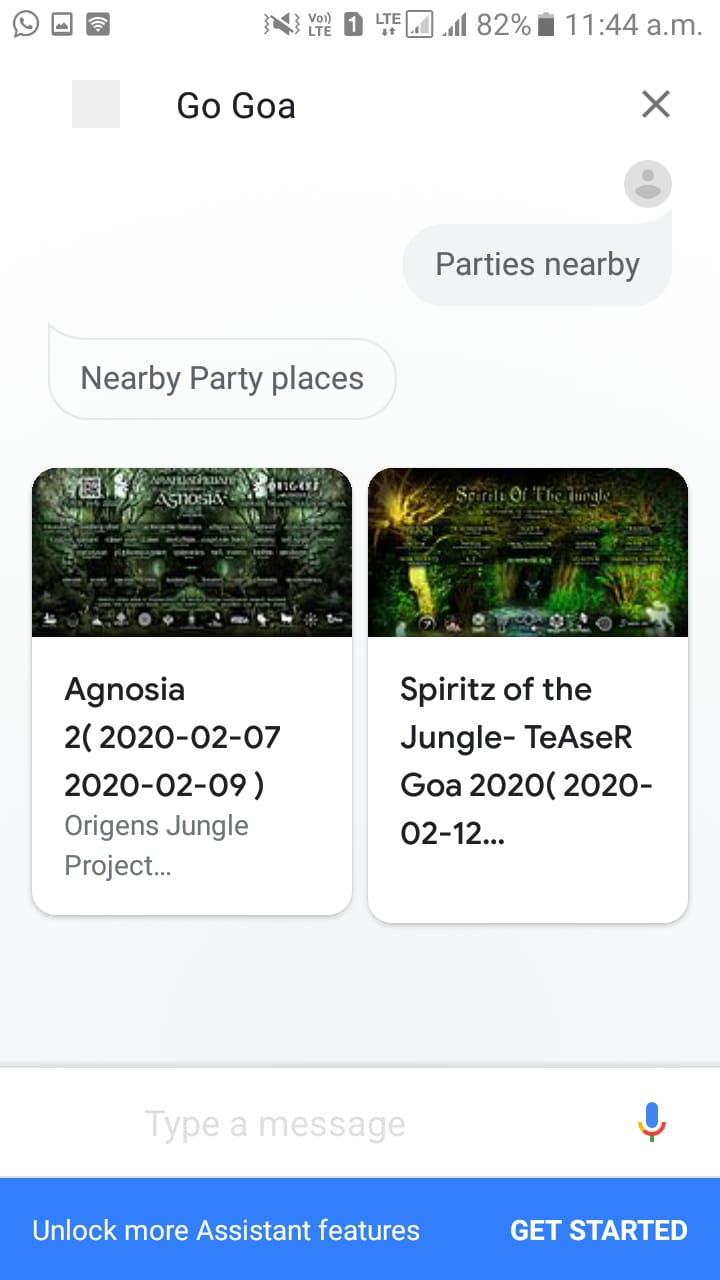 Vo)) LTE 1 LTE 82% 11:44 a.m.
Go Goa
Parties nearby
Nearby Party places
AGNOSIA
Spirits Of The Jungle
Agnosia
2( 2020-02-07
2020-02-09 )
Origens Jungle
Project...
Spiritz of the
Jungle- TeAseR
Goa 2020( 2020-
02-12...
Type a message
Unlock more Assistant features
GET STARTED